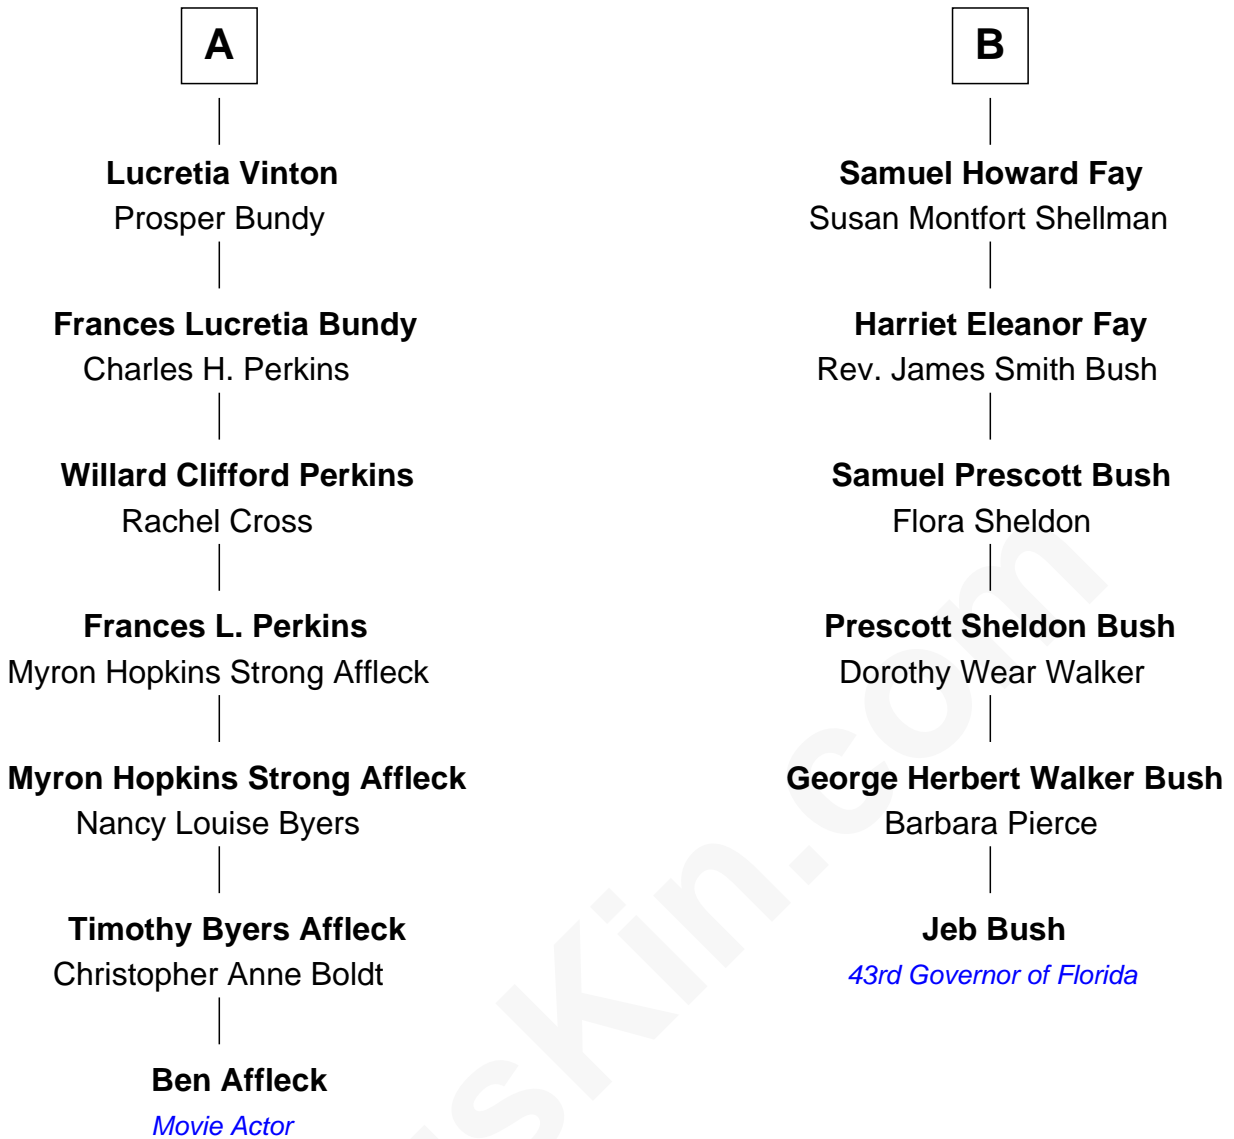 A
Lucretia Vinton
Prosper Bundy
Frances Lucretia Bundy
Charles H. Perkins
Willard Clifford Perkins
Rachel Cross
Frances L. Perkins
Myron Hopkins Strong Affleck
Myron Hopkins Strong Affleck
Nancy Louise Byers
Timothy Byers Affleck
Christopher Anne Boldt
Ben Affleck
Movie Actor
B
Samuel Howard Fay
Susan Montfort Shellman
Harriet Eleanor Fay
Rev. James Smith Bush
Samuel Prescott Bush
Flora Sheldon
Prescott Sheldon Bush
Dorothy Wear Walker
George Herbert Walker Bush
Barbara Pierce
Jeb Bush
43rd Governor of Florida
sKin.com